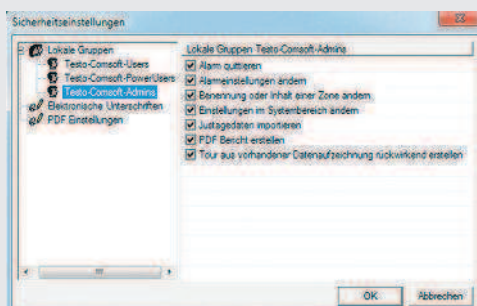 Sicherheitseinstellungen
Lokale Gruppen
Testo-Comsoft-Users
Testo-Comsoft-PowerUsers
Testo-Comsoft-Admins
Elektronische Unterschriften
PDF Einstellungen
Lokale Gruppen Testo-Comsoft-Admins
Alarm quittieren
Alarmeinstellungen ändern
Benennung oder Inhalt einer Zone ändern
Einstellungen im Systembereich ändern
Justagedaten importieren
PDF Bericht erstellen
Tour aus vorhandener Datenaufzeichnung rückwirkend erstellen
OK
Abbrechen